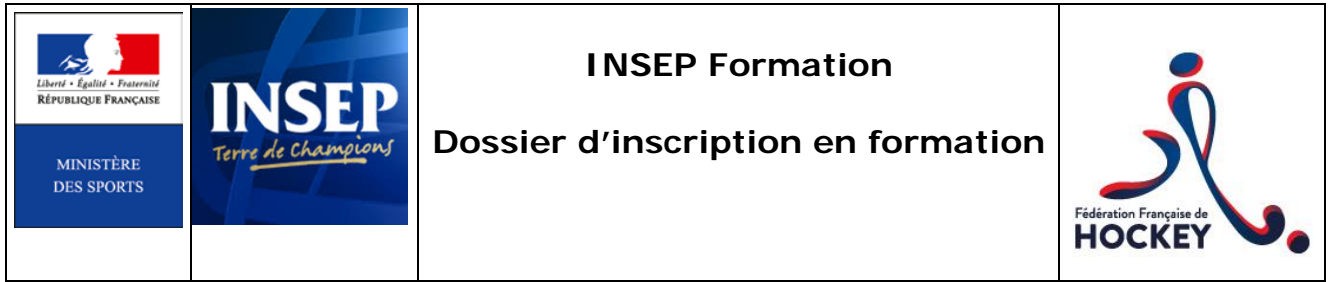 Liberté • Égalité • Fraternité
RÉPUBLIQUE FRANÇAISE
MINISTÈRE
DES SPORTS
INSEP
Terre de Champions
INSEP Formation
Dossier d’inscription en formation
Fédération Française de
HOCKEY